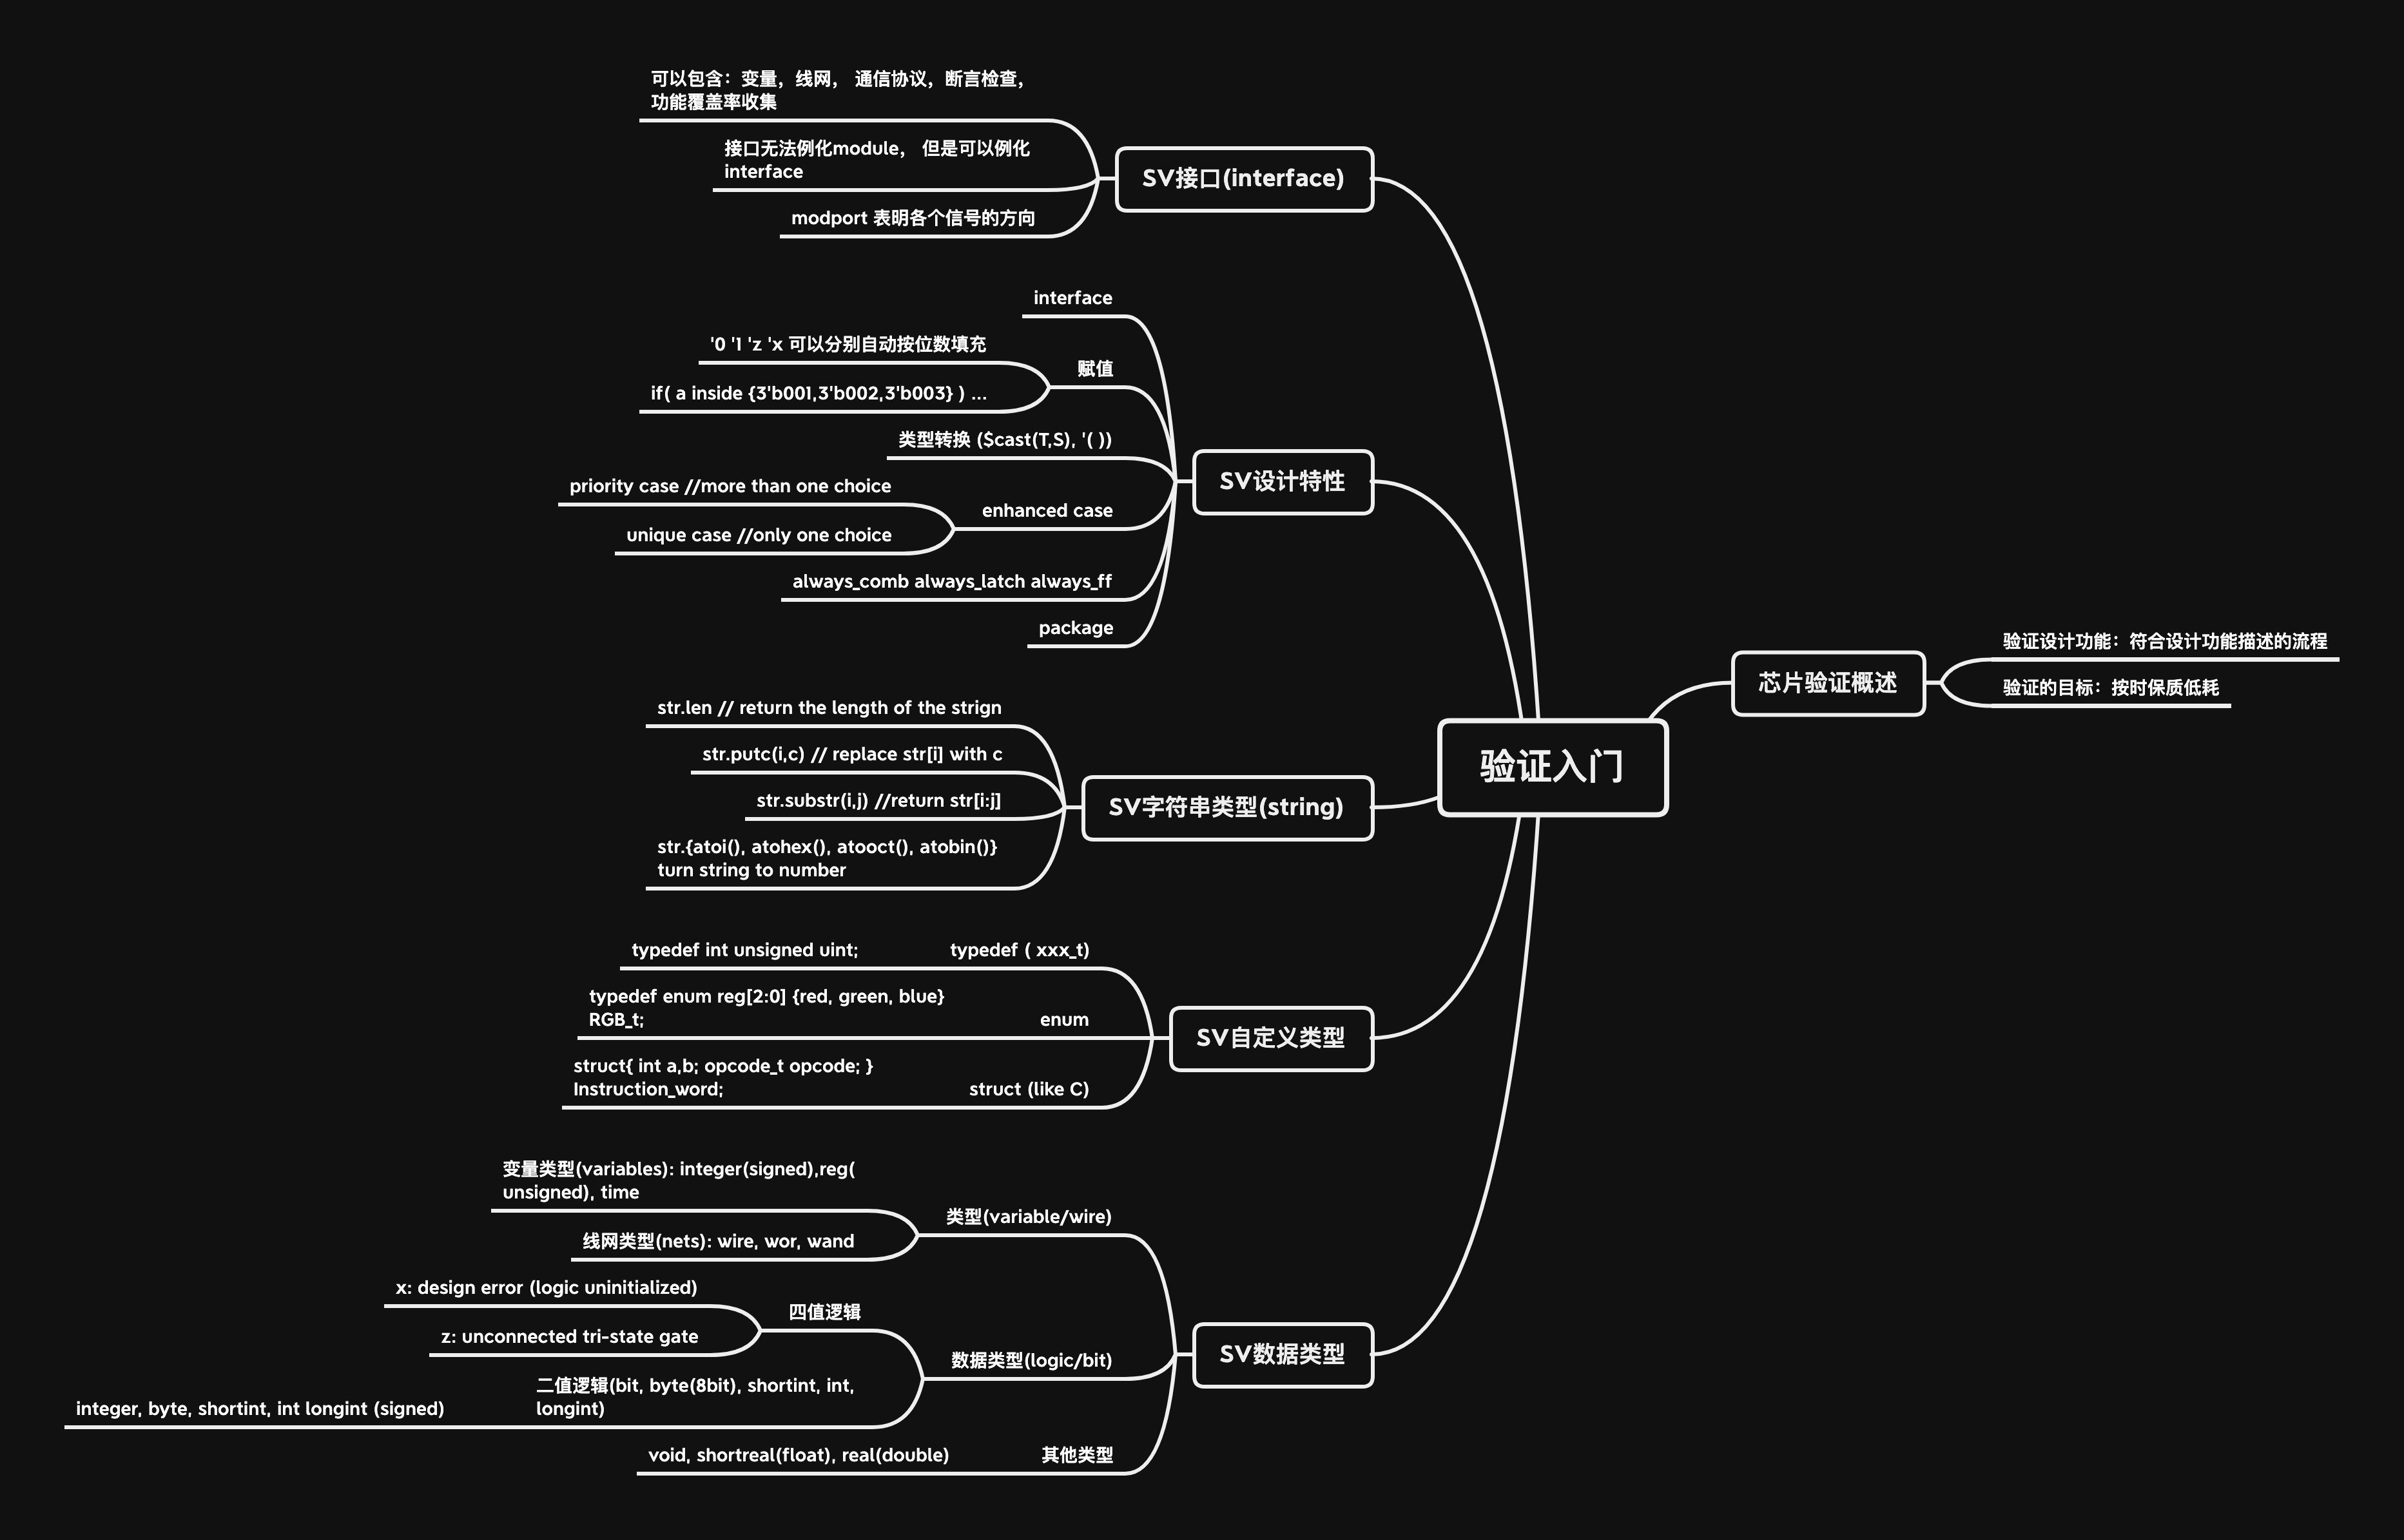 可以包含：变量，线网， 通信协议，断言检查，
功能覆盖率收集
接口无法例化module， 但是可以例化
interface
modport 表明各个信号的方向
SV接口(interface)
interface
'0 '1 'z 'x 可以分别自动按位数填充
if( a inside {3'b001,3'b002,3'b003} ) ...
赋值
类型转换 ($cast(T,S), '( ))
priority case //more than one choice
unique case //only one choice
enhanced case
always_comb always_latch always_ff
package
SV设计特性
str.len // return the length of the strign
str.putc(i,c) // replace str[i] with c
str.substr(i,j) //return str[i:j]
str.{atoi(), atohex(), atooct(), atobin()}
turn string to number
SV字符串类型(string)
typedef int unsigned uint;
typedef ( xxx_t)
typedef enum reg[2:0] {red, green, blue}
RGB_t;
enum
struct{ int a,b; opcode_t opcode; }
Instruction_word;
struct (like C)
SV自定义类型
变量类型(variables): integer(signed),reg(
unsigned), time
线网类型(nets): wire, wor, wand
类型(variable/wire)
x: design error (logic uninitialized)
z: unconnected tri-state gate
四值逻辑
integer, byte, shortint, int longint (signed)
二值逻辑(bit, byte(8bit), shortint, int,
longint)
数据类型(logic/bit)
void, shortreal(float), real(double)
其他类型
SV数据类型
验证入门
芯片验证概述
验证设计功能：符合设计功能描述的流程
验证的目标：按时保质低耗